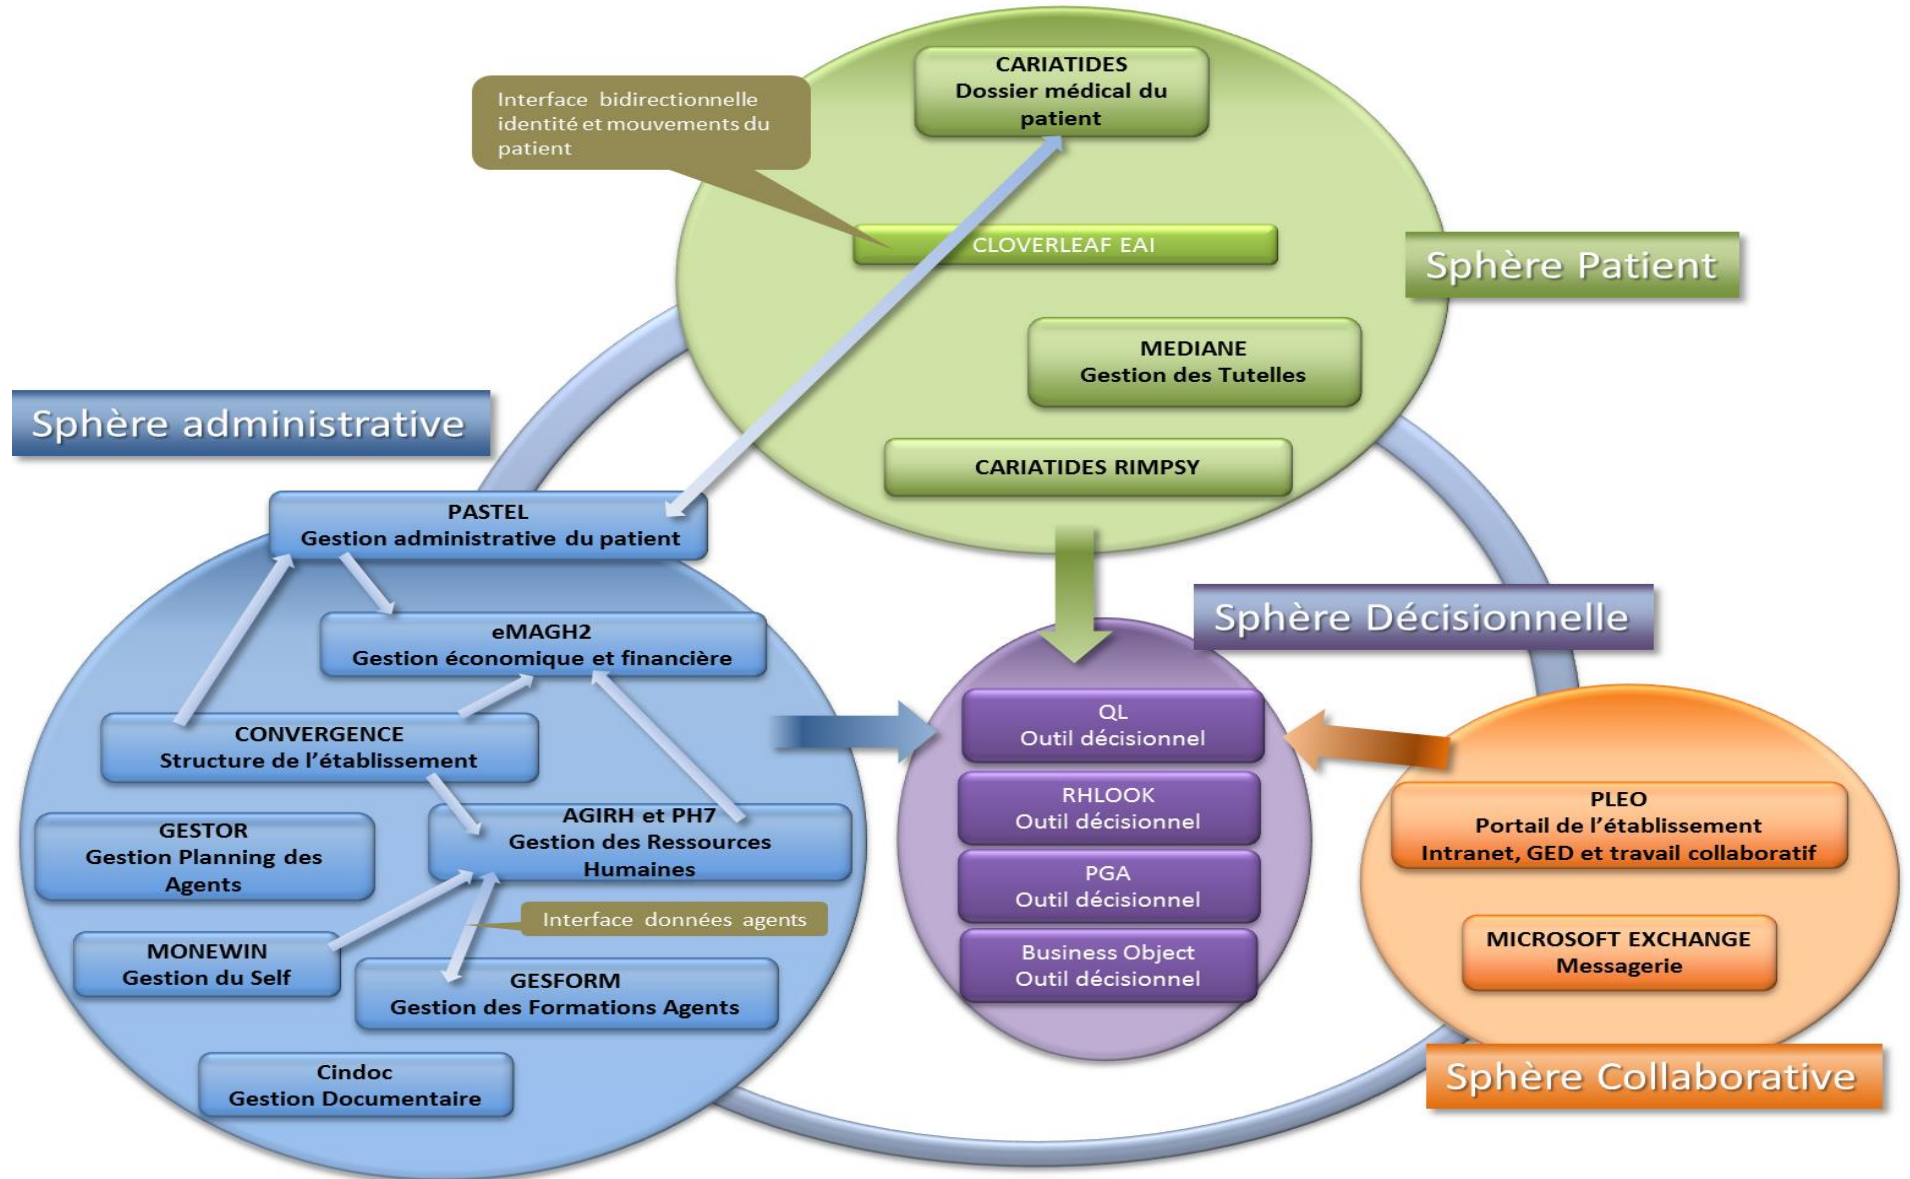 CARIATIDES
Dossier médical du
patient
Interface bidirectionnelle
identité et mouvements du
patient
CLOVERLEAF EAI
Sphère Patient
MEDIANE
Gestion des Tutelles
CARIATIDES RIMPSY
Sphère administrative
PASTEL
Gestion administrative du patient
eMAGH2
Gestion économique et financière
CONVERGENCE
Structure de l’établissement
GESTOR
Gestion Planning des
Agents
AGIRH et PH7
Gestion des Ressources
Humaines
Interface données agents
MONEWIN
Gestion du Self
GESFORM
Gestion des Formations Agents
Cindoc
Gestion Documentaire
Sphère Décisionnelle
QL
Outil décisionnel
RHLOOK
Outil décisionnel
PGA
Outil décisionnel
Business Object
Outil décisionnel
PLEO
Portail de l’établissement
Intranet, GED et travail collaboratif
MICROSOFT EXCHANGE
Messagerie
Sphère Collaborative